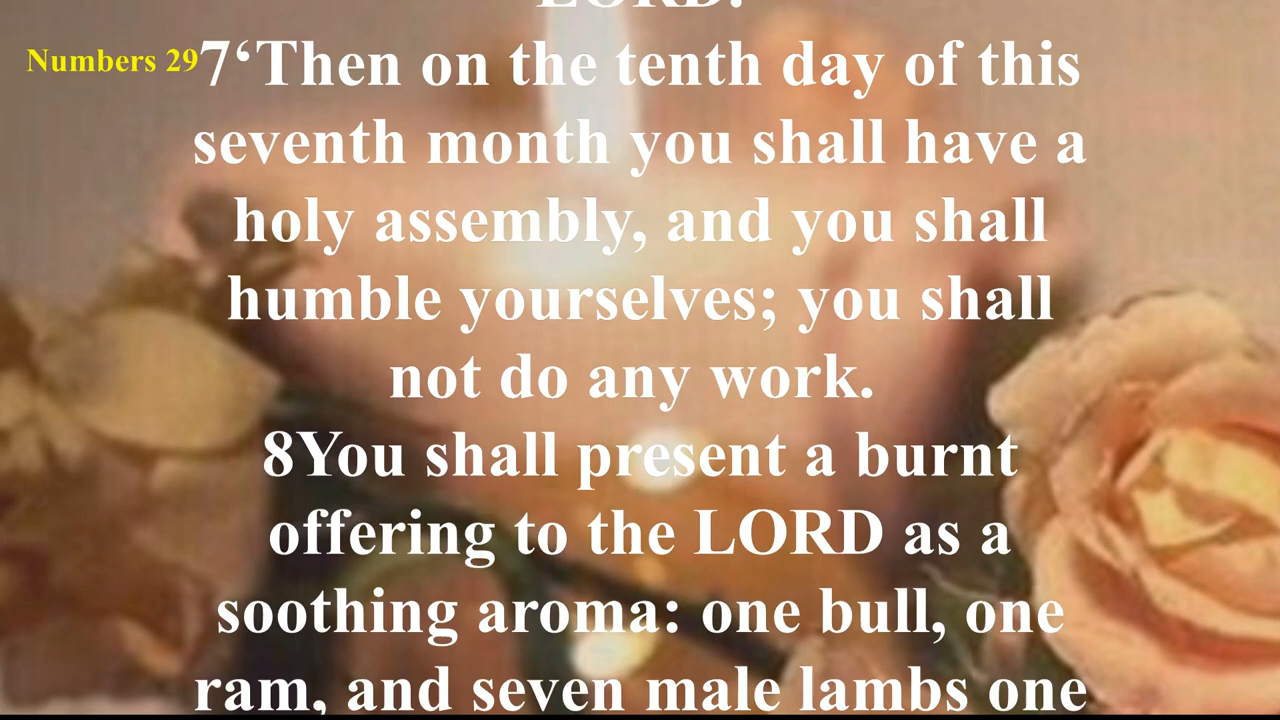 LORD.
Numbers 29
7‘Then on the tenth day of this
seventh month you shall have a
holy assembly, and you shall
humble yourselves; you shall
not do any work.
8You shall present a burnt
offering to the LORD as a
soothing aroma: one bull, one
ram, and seven male lambs one